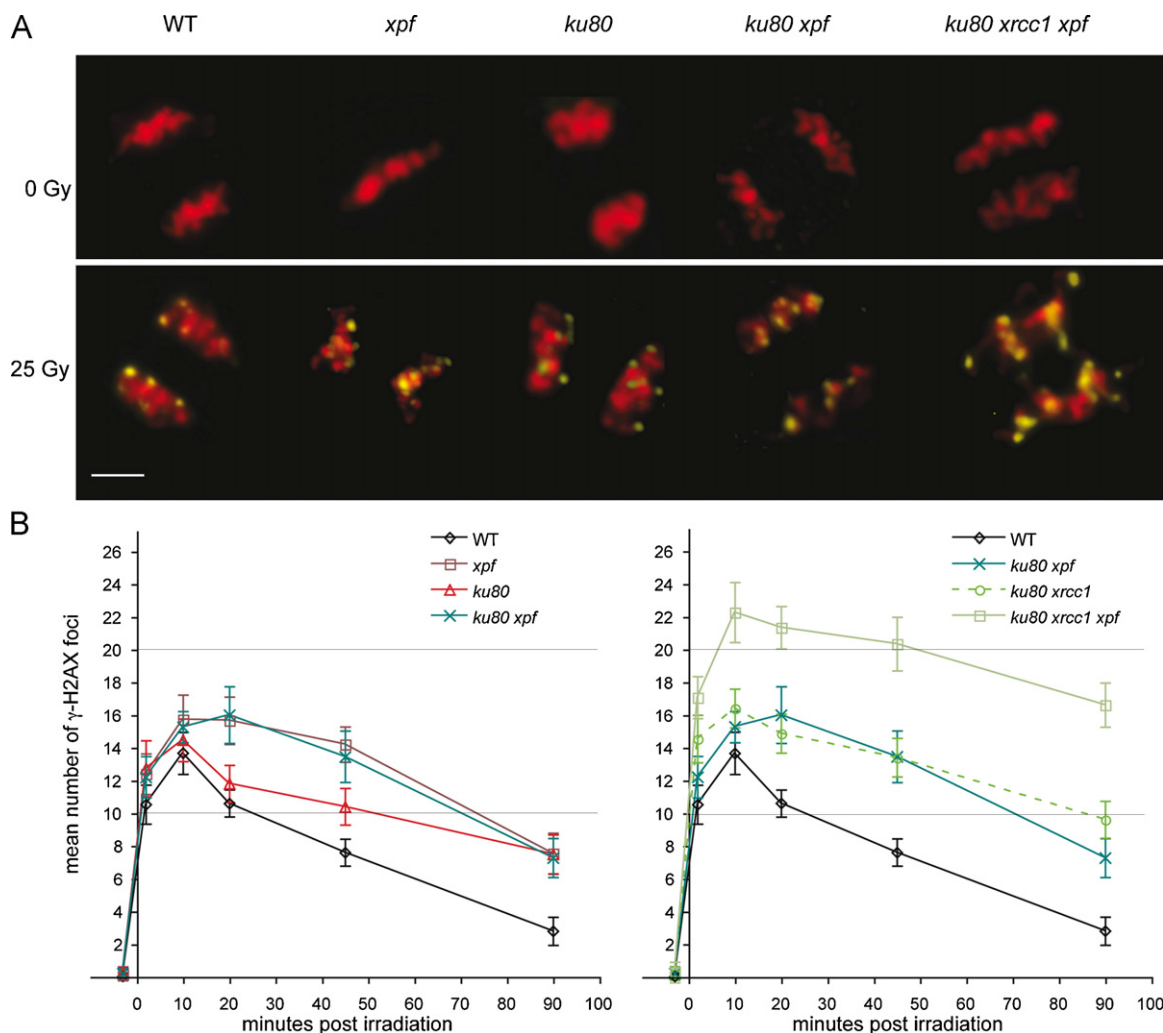 A
WT xpf ku80 ku80 xpf ku80 xrcc1 xpf
0 Gy
25 Gy
B
mean number of γ-H2AX foci
26
24
22
20
18
16
14
12
10
8
6
4
2
0 10 20 30 40 50 60 70 80 90 100
minutes post irradiation
WT
xpf
ku80
ku80 xpf
26
24
22
20
18
16
14
12
10
8
6
4
2
0 10 20 30 40 50 60 70 80 90 100
minutes post irradiation
WT
ku80 xpf
ku80 xrcc1
ku80 xrcc1 xpf